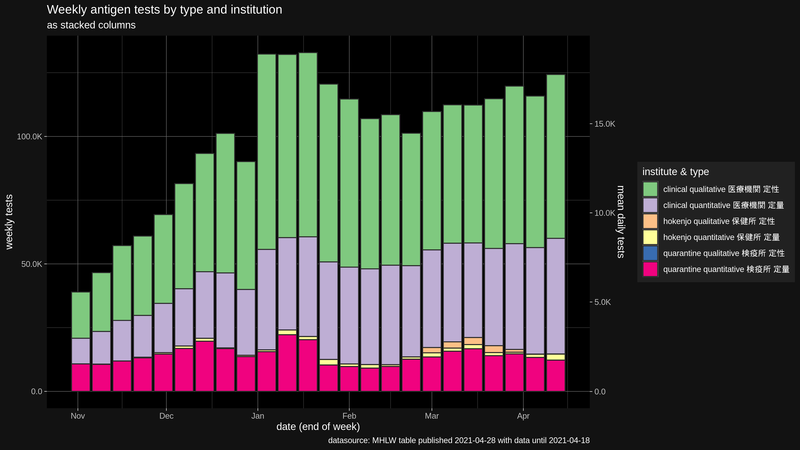 Weekly antigen tests by type and institution
as stacked columns
weekly tests
100.0K
50.0K
0.0
15.0K
10.0K
5.0K
0.0
mean daily tests
Nov
Dec
Jan
Feb
Mar
Apr
date (end of week)
datasource: MHLW table published 2021-04-28 with data until 2021-04-18
institute & type
clinical qualitative 医療機関 定性
clinical quantitative 医療機関 定量
hokenjo qualitative 保健所 定性
hokenjo quantitative 保健所 定量
quarantine qualitative 検疫所 定性
quarantine quantitative 検疫所 定量